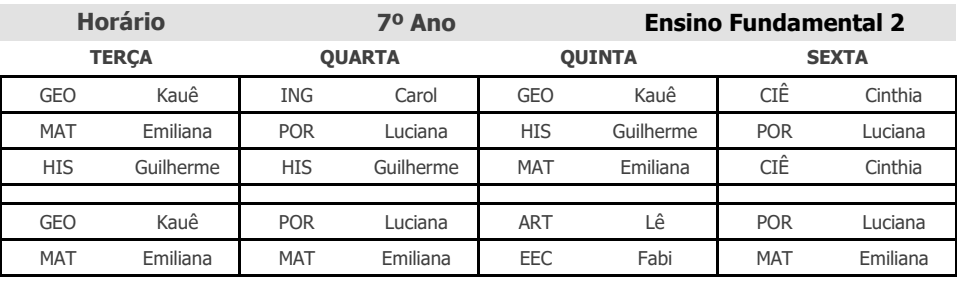 Horário 7º Ano Ensino Fundamental 2
TERÇA QUARTA QUINTA SEXTA
GEO Kauê ING Carol GEO Kauê CIÊ Cinthia
MAT Emiliana POR Luciana HIS Guilherme POR Luciana
HIS Guilherme HIS Guilherme MAT Emiliana CIÊ Cinthia
GEO Kauê POR Luciana ART Lê POR Luciana
MAT Emiliana MAT Emiliana EEC Fabi MAT Emiliana